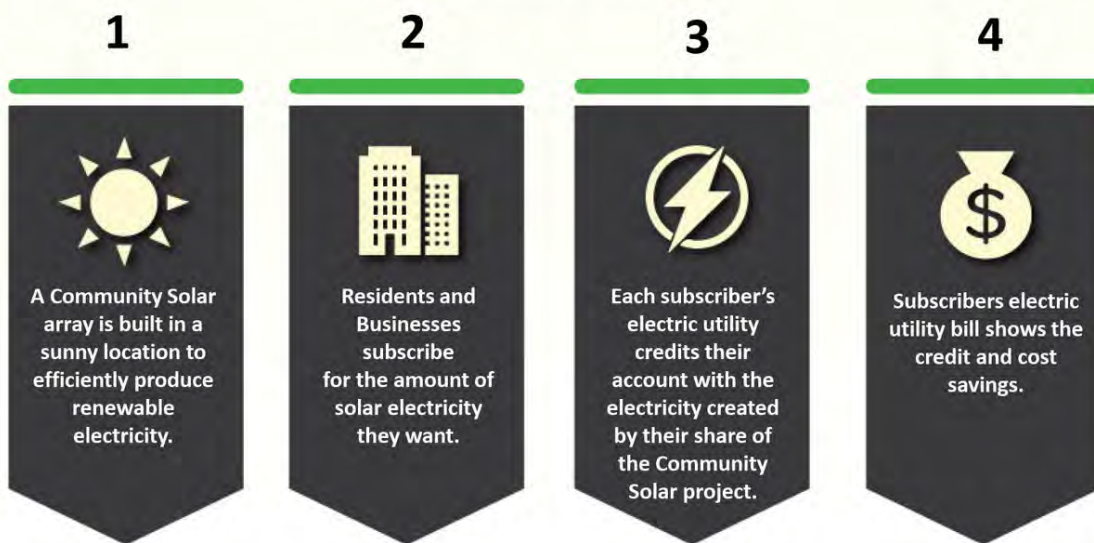 1
2
3
4
A Community Solar
array is built in a
sunny location to
efficiently produce
renewable
electricity.
Residents and
Businesses
subscribe
for the amount of
solar electricity
they want.
Each subscriber's
electric utility
credits their
account with the
electricity created
by their share of
the Community
Solar project.
$
Subscribers electric
utility bill shows the
credit and cost
savings.